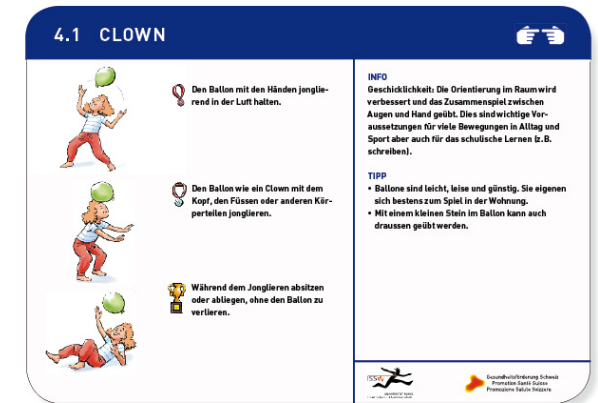 4.1 CLOWN
Den Ballon mit den Händen jonglie-
rend in der Luft halten.
Den Ballon wie ein Clown mit dem
Kopf, den Füssen oder anderen Kör-
perteilen jonglieren.
Während dem Jonglieren absitzen
oder abliegen, ohne den Ballon zu
verlieren.
INFO
Geschicklichkeit: Die Orientierung im Raum wird
verbessert und das Zusammenspiel zwischen
Augen und Hand geübt. Dies sind wichtige Vor-
aussetzungen für viele Bewegungen in Alltag und
Sport aber auch für das schulische Lernen (z.B.
schreiben).
TIPP
• Ballone sind leicht, leise und günstig. Sie eigenen
sich bestens zum Spiel in der Wohnung.
• Mit einem kleinen Stein im Ballon kann auch
draussen geübt werden.
Gesundheitsförderung Schweiz
Promotion Santé Suisse
Promozione Salute Svizzera